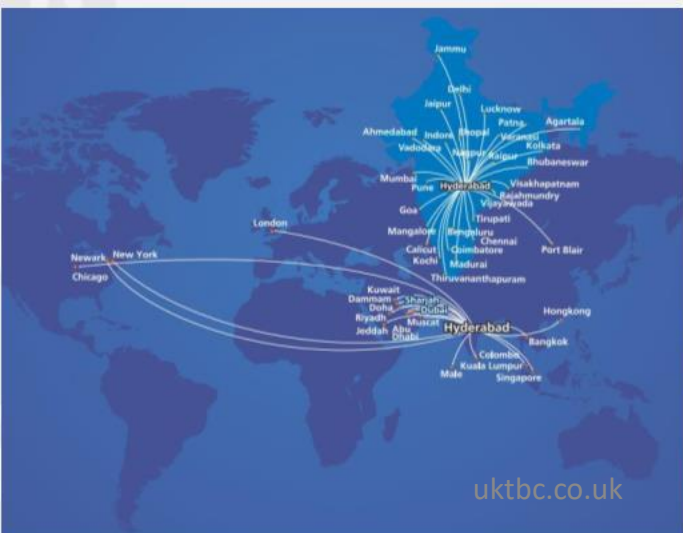 Jammu
Delhi
Jaipur
Lucknow
Patna
Agartala
Ahmedabad
Indore
Bhopal
Varanasi
Kolkata
Vadodara
Nagpur
Raipur
Bhubaneswar
Mumbai
Pune
Hyderabad
Visakhapatnam
Rajahmundry
Vijayawada
Goa
Tirupati
Mangalore
Bengaluru
Chennai
Calicut
Coimbatore
Port Blair
Kochi
Madurai
Thiruvananthapuram
London
Newark
New York
Chicago
Kuwait
Dammam
Sharjah
Doha
Dubai
Riyadh
Muscat
Jeddah
Abu
Dhabi
Hyderabad
Hongkong
Bangkok
Colombo
Kuala Lumpur
Male
Singapore
uktbc.co.uk